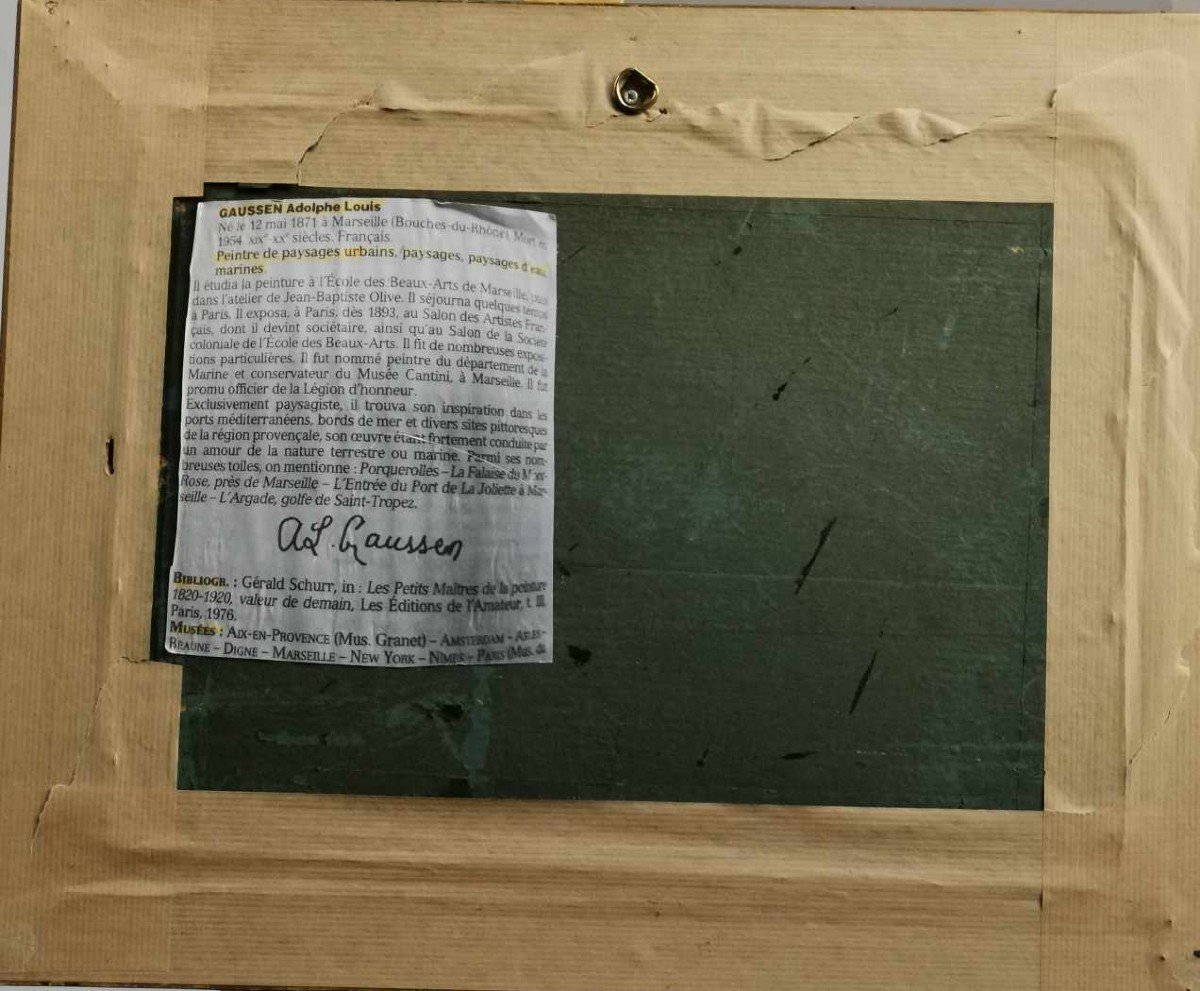 GAUSSEN Adolphe Louis
Né le 12 mai 1871 à Marseille (Bouches-du-Rhône). Mort en
1954. XIXᵉ-XXᵉ siècles. Français.
Peintre de paysages urbains, paysages, paysages d'eau,
marines.
Il étudia la peinture à l'École des Beaux-Arts de Marseille, puis
dans l'atelier de Jean-Baptiste Olive. Il séjourna quelques temps
à Paris. Il exposa, à Paris, dès 1893, au Salon des Artistes Fran-
çais, dont il devint sociétaire, ainsi qu'au Salon de la Société
coloniale de l'École des Beaux-Arts. Il fit de nombreuses exposi-
tions particulières. Il fut nommé peintre du département de la
Marine et conservateur du Musée Cantini, à Marseille. Il fut
promu officier de la Légion d'honneur.
Exclusivement paysagiste, il trouva son inspiration dans les
ports méditerranéens, bords de mer et divers sites pittoresques
de la région provençale, son œuvre étant fortement conduite par
un amour de la nature terrestre ou marine. Parmi ses nom-
breuses toiles, on mentionne : Porquerolles – La Falaise du
Rose, près de Marseille – L'Entrée du Port de La Joliette à Mar-
seille – L'Argade, golfe de Saint-Tropez.
A L. Gaussen
BIBLIOGR. : Gérald Schurr, in : Les Petits Maîtres de la peinture
1820-1920, valeur de demain, Les Éditions de l'Amateur, t. III,
Paris, 1976.
MUSÉES : AIX-EN-PROVENCE (Mus. Granet) – AMSTERDAM – ARLES –
BEAUNE – DIGNE – MARSEILLE – NEW YORK – NÎMES – PARIS (Mus. de